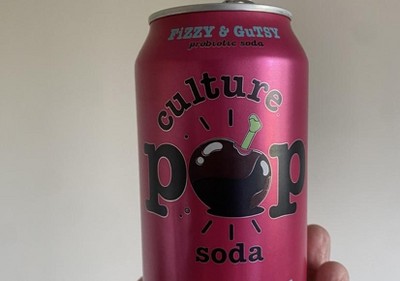 FiZZY & GuTSY
probiotic soda
culture
pop
soda